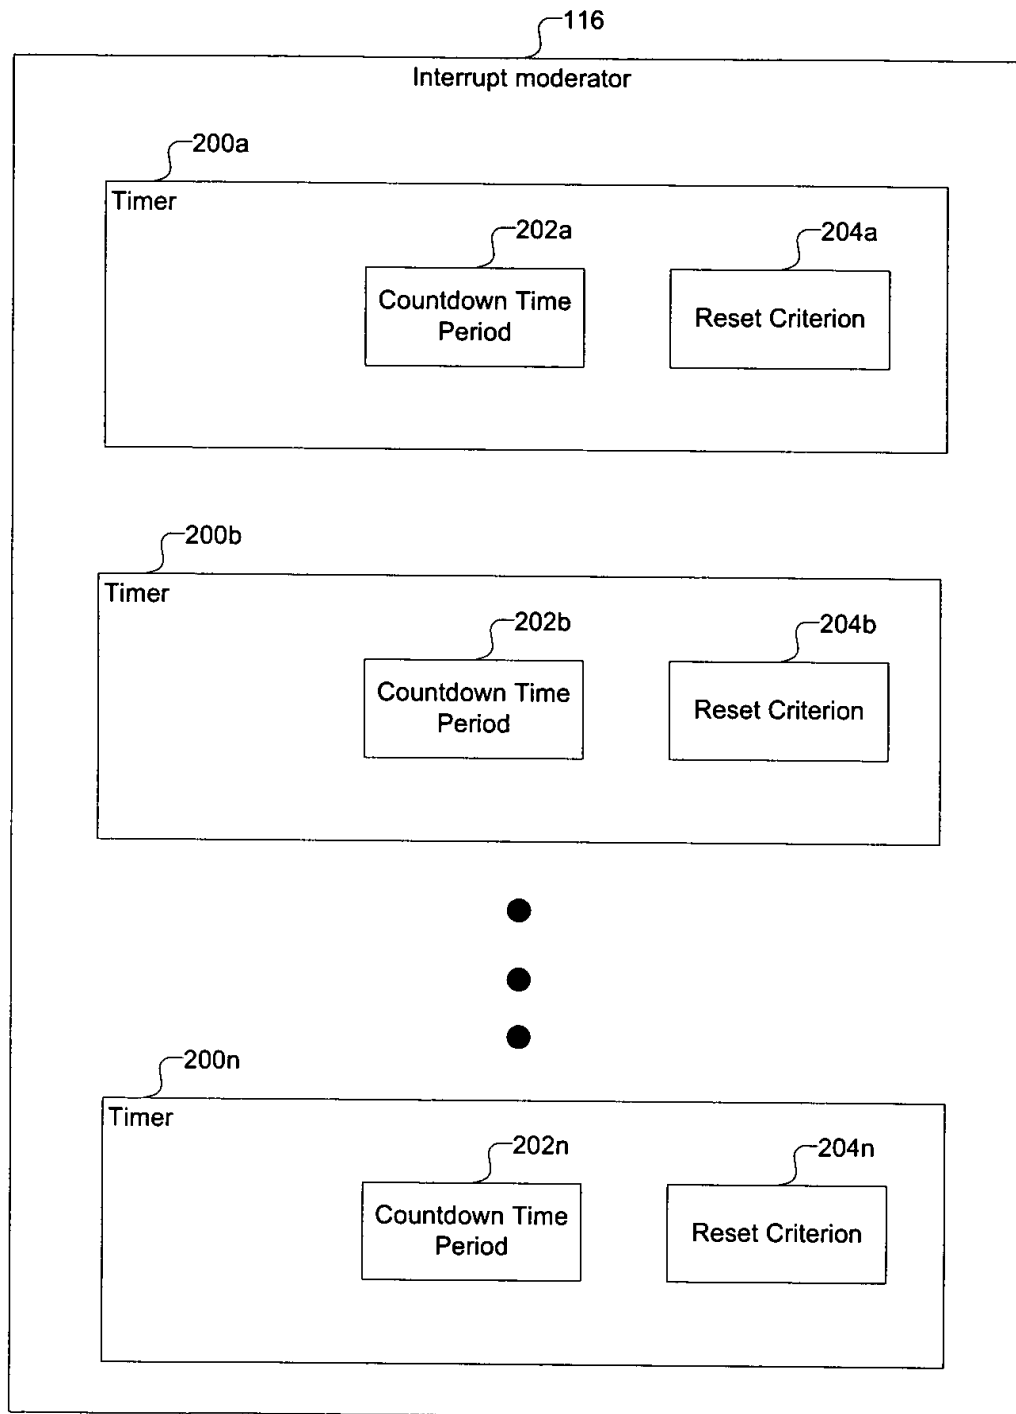 116
Interrupt moderator
200a
Timer
202a
204a
Countdown Time
Period
Reset Criterion
200b
Timer
202b
204b
Countdown Time
Period
Reset Criterion
200n
Timer
202n
204n
Countdown Time
Period
Reset Criterion